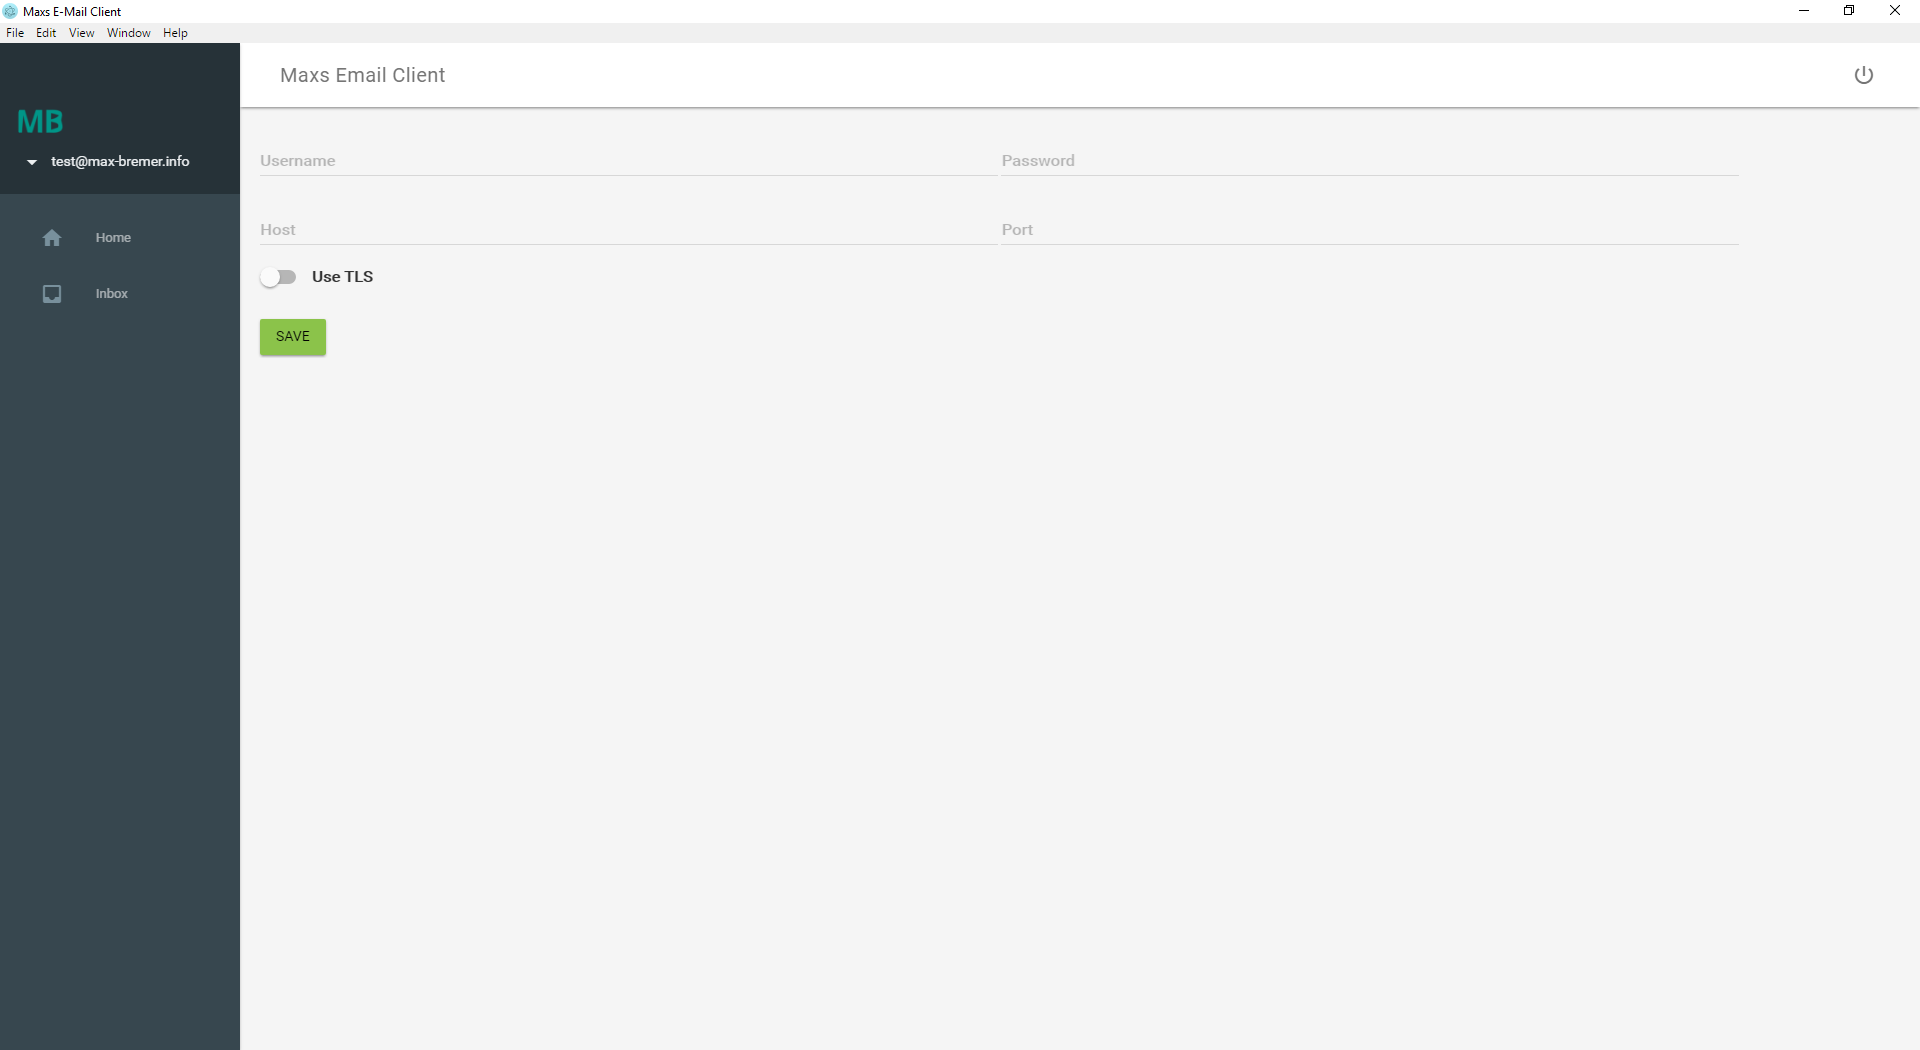 Maxs E-Mail Client
File Edit View Window Help
MB
test@max-bremer.info
Home
Inbox
Maxs Email Client
Username Password
Host Port
Use TLS
SAVE